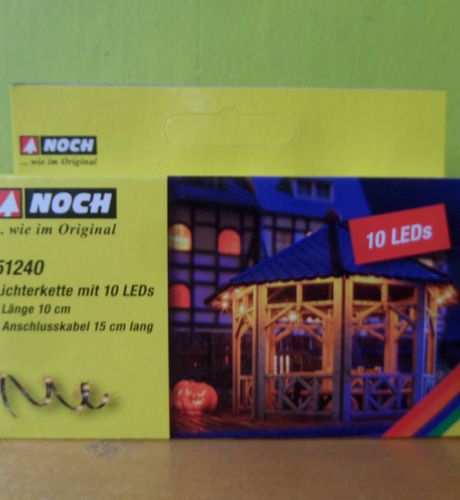 NOCH
... wie im Original
NOCH
.. wie im Original
51240
ichterkette mit 10 LEDs
Länge 10 cm
Anschlusskabel 15 cm lang
10 LEDs